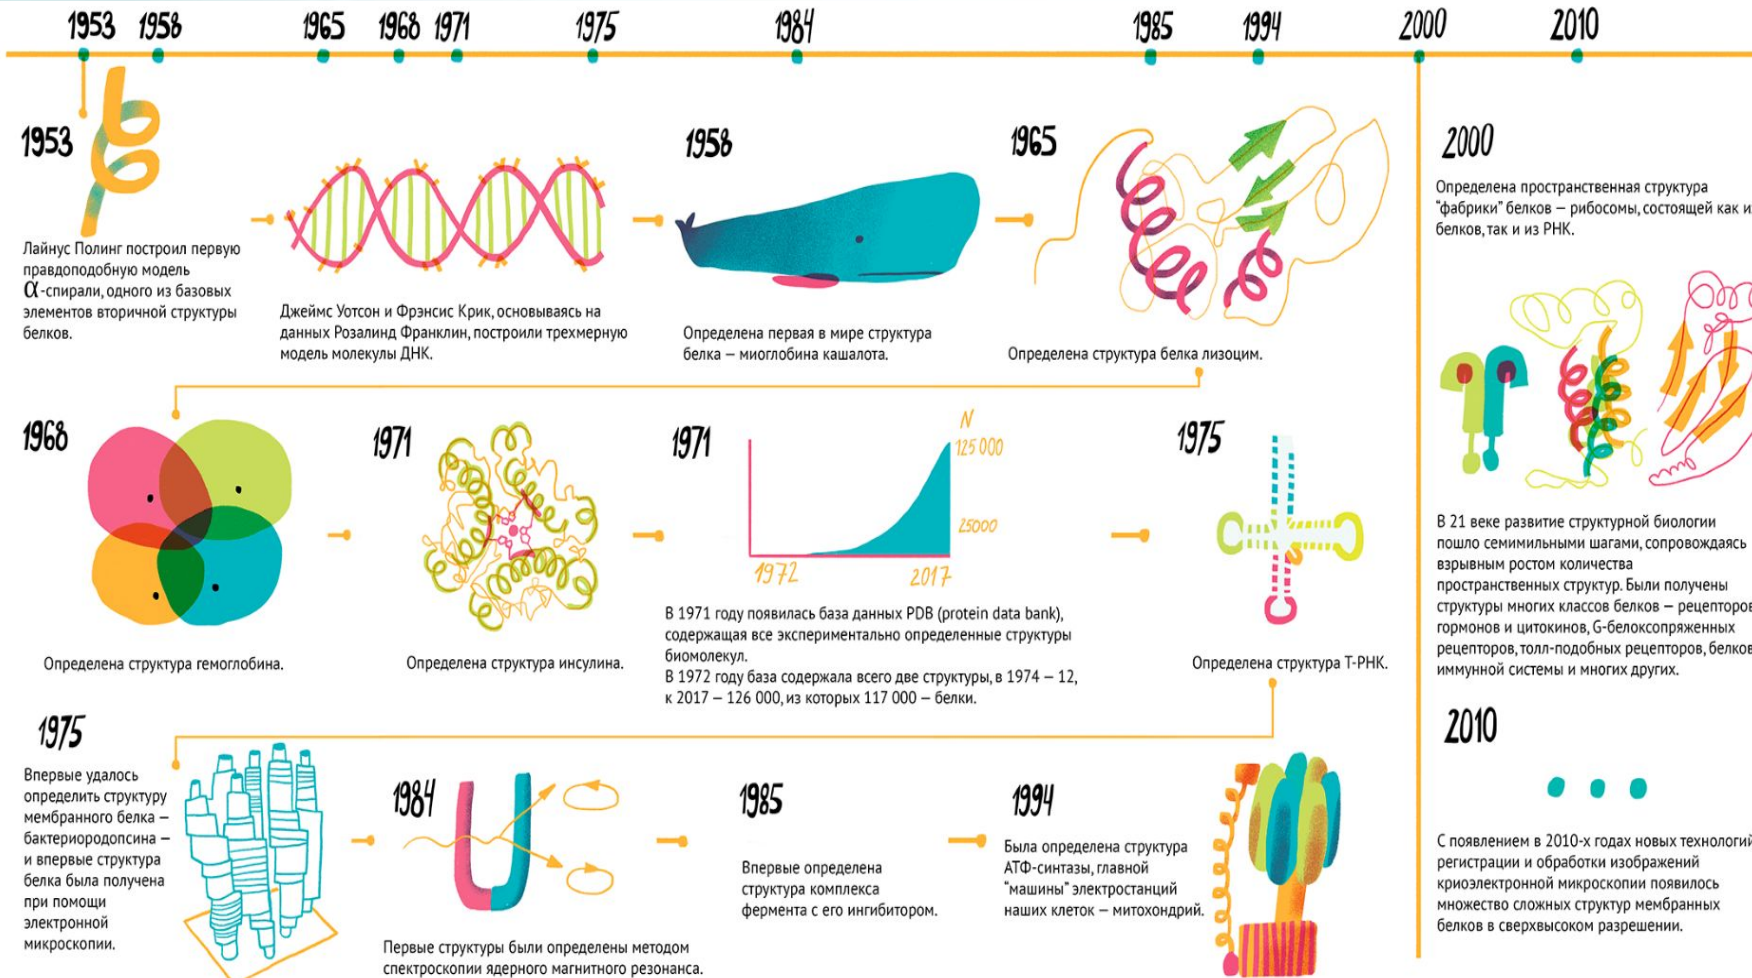 1953
1958
1965
1968
1971
1975
1984
1985
1994
2000
2010
1953
Лайнус Полинг построил первую
правдоподобную модель
α-спирали, одного из базовых
элементов вторичной структуры
белков.
Джеймс Уотсон и Фрэнсис Крик, основываясь на
данных Розалинд Франклин, построили трехмерную
модель молекулы ДНК.
1958
Определена первая в мире структура
белка — миоглобина кашалота.
1965
Определена структура белка лизоцим.
1968
Определена структура гемоглобина.
1971
Определена структура инсулина.
1971
N
125 000
25000
1972
2017
В 1971 году появилась база данных PDB (protein data bank),
содержащая все экспериментально определенные структуры
биомолекул.
В 1972 году база содержала всего две структуры, в 1974 — 12,
к 2017 — 126 000, из которых 117 000 — белки.
1975
Определена структура Т-РНК.
1975
Впервые удалось
определить структуру
мембранного белка —
бактериородопсина —
и впервые структура
белка была получена
при помощи
электронной
микроскопии.
1984
Первые структуры были определены методом
спектроскопии ядерного магнитного резонанса.
1985
Впервые определена
структура комплекса
фермента с его ингибитором.
1994
Была определена структура
АТФ-синтазы, главной
"машины" электростанций
наших клеток — митохондрий.
2000
Определена пространственная структура
"фабрики" белков — рибосомы, состоящей как
белков, так и из РНК.
В 21 веке развитие структурной биологии
пошло семимильными шагами, сопровождаясь
взрывным ростом количества
пространственных структур. Были получены
структуры многих классов белков — рецепторов
гормонов и цитокинов, G-белоксопряженных
рецепторов, толл-подобных рецепторов, белков
иммунной системы и многих других.
2010
С появлением в 2010-х годах новых технологий
регистрации и обработки изображений
криоэлектронной микроскопии появилось
множество сложных структур мембранных
белков в сверхвысоком разрешении.